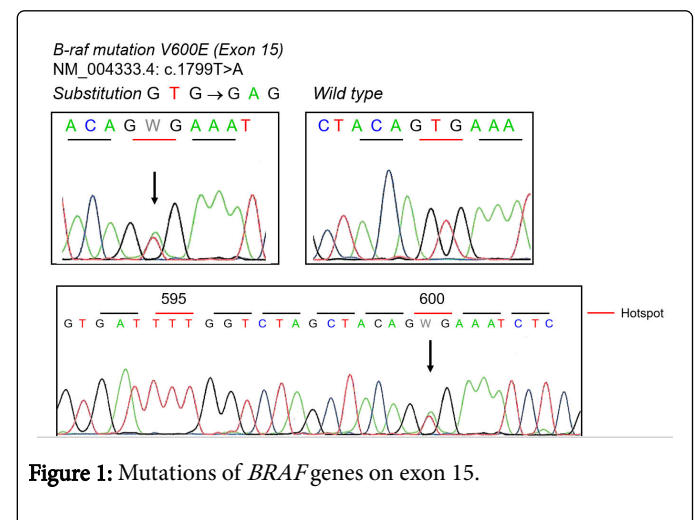 B-raf mutation V600E (Exon 15)
NM_004333.4: c.1799T>A
Substitution G T G → G A G
Wild type
A C A G W G A A A T
C T A C A G T G A A A
595 600
G T G A T T T T G G T C T A G C T A C A G W G A A A T C T C
Hotspot
Figure 1: Mutations of BRAF genes on exon 15.